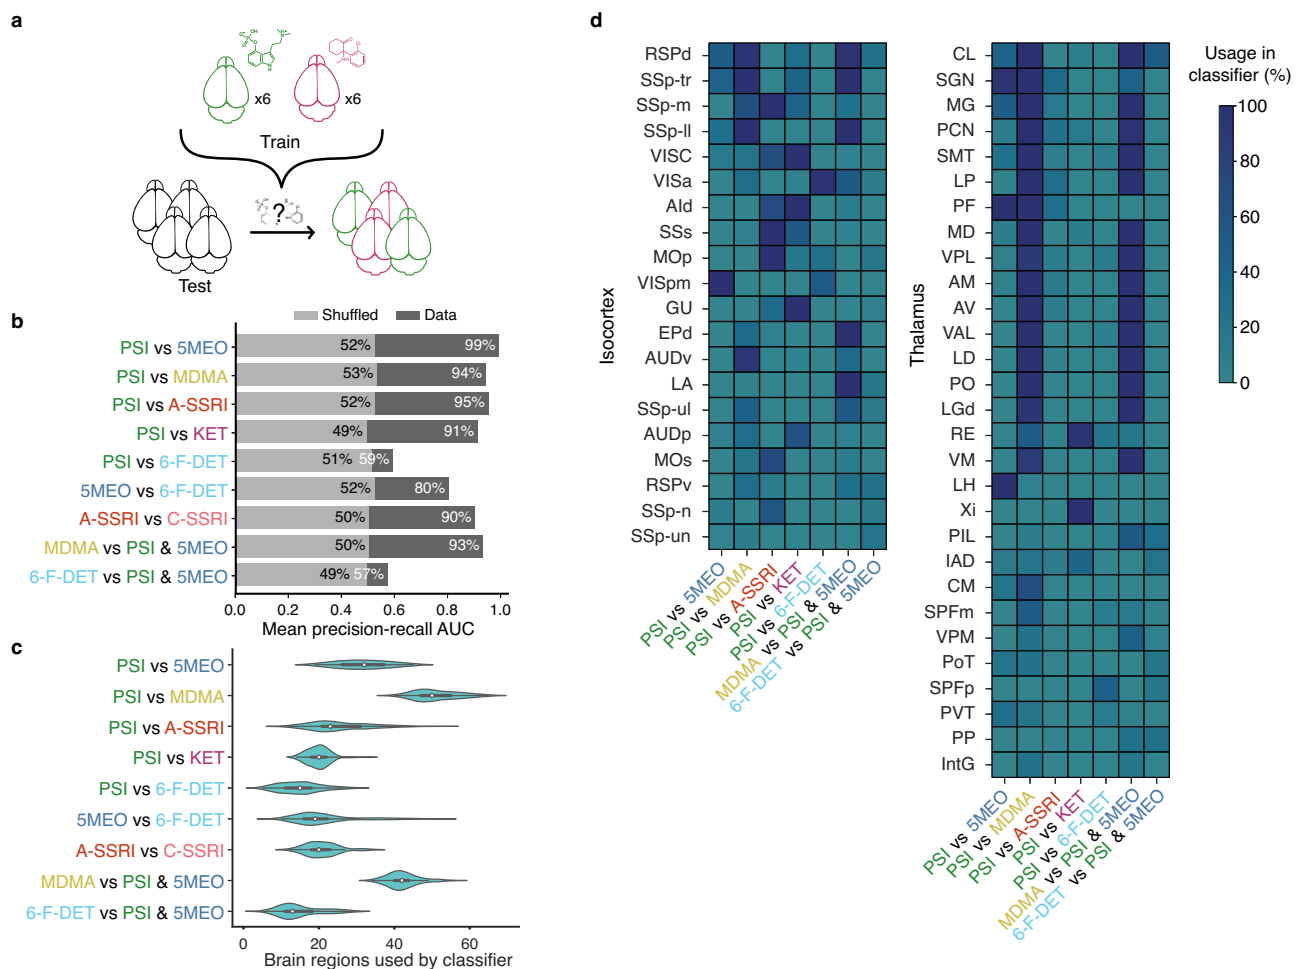 a
x6
x6
Train
?
Test
b
Shuffled
Data
PSI vs 5MEO
52%
99%
PSI vs MDMA
53%
94%
PSI vs A-SSRI
52%
95%
PSI vs KET
49%
91%
PSI vs 6-F-DET
51%
59%
5MEO vs 6-F-DET
52%
80%
A-SSRI vs C-SSRI
50%
90%
MDMA vs PSI & 5MEO
50%
93%
6-F-DET vs PSI & 5MEO
49%
57%
0.0 0.2 0.4 0.6 0.8 1.0
Mean precision-recall AUC
c
PSI vs 5MEO
PSI vs MDMA
PSI vs A-SSRI
PSI vs KET
PSI vs 6-F-DET
5MEO vs 6-F-DET
A-SSRI vs C-SSRI
MDMA vs PSI & 5MEO
6-F-DET vs PSI & 5MEO
0 20 40 60
Brain regions used by classifier
d
Isocortex
RSPd
SSp-tr
SSp-m
SSp-ll
VISC
VISa
AId
SSs
MOp
VISpm
GU
EPd
AUDv
LA
SSp-ul
AUDp
MOs
RSPv
SSp-n
SSp-un
PSI vs 5MEO
PSI vs MDMA
PSI vs A-SSRI
PSI vs KET
PSI vs 6-F-DET
MDMA vs PSI & 5MEO
6-F-DET vs PSI & 5MEO
Thalamus
CL
SGN
MG
PCN
SMT
LP
PF
MD
VPL
AM
AV
VAL
LD
PO
LGd
RE
VM
LH
Xi
PIL
IAD
CM
SPFm
VPM
PoT
SPFp
PVT
PP
IntG
PSI vs 5MEO
PSI vs MDMA
PSI vs A-SSRI
PSI vs KET
PSI vs 6-F-DET
MDMA vs PSI & 5MEO
6-F-DET vs PSI & 5MEO
Usage in
classifier (%)
100
80
60
40
20
0